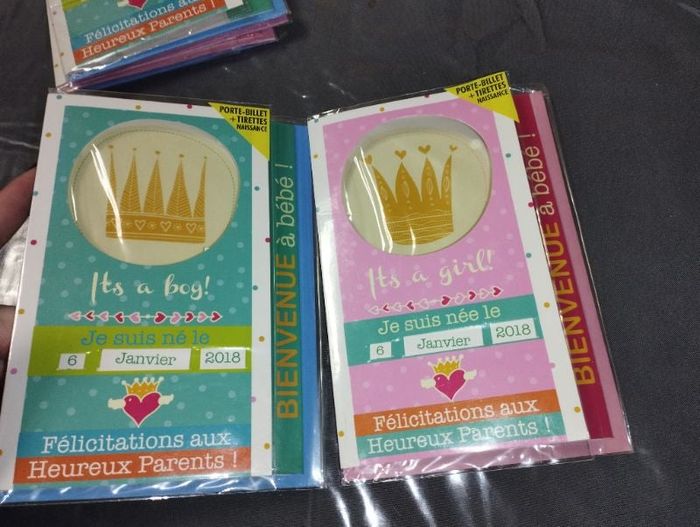 Félicitations aux
Heureux Parents !
PORTE-BILLET
+ TIRETTES
NAISSANCE
Its a boy!
Je suis né le
6 Janvier 2018
Félicitations aux
Heureux Parents !
BIENVENUE à bébé !
PORTE-BILLET
+ TIRETTES
NAISSANCE
Its a girl!
Je suis née le
6 Janvier 2018
Félicitations aux
Heureux Parents !
BIENVENUE à bébé !